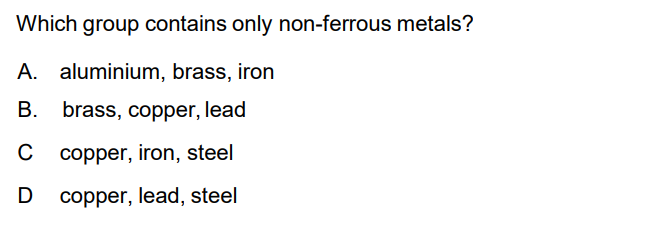 Which group contains only non-ferrous metals?
A. aluminium, brass, iron
B. brass, copper, lead
C copper, iron, steel
D copper, lead, steel